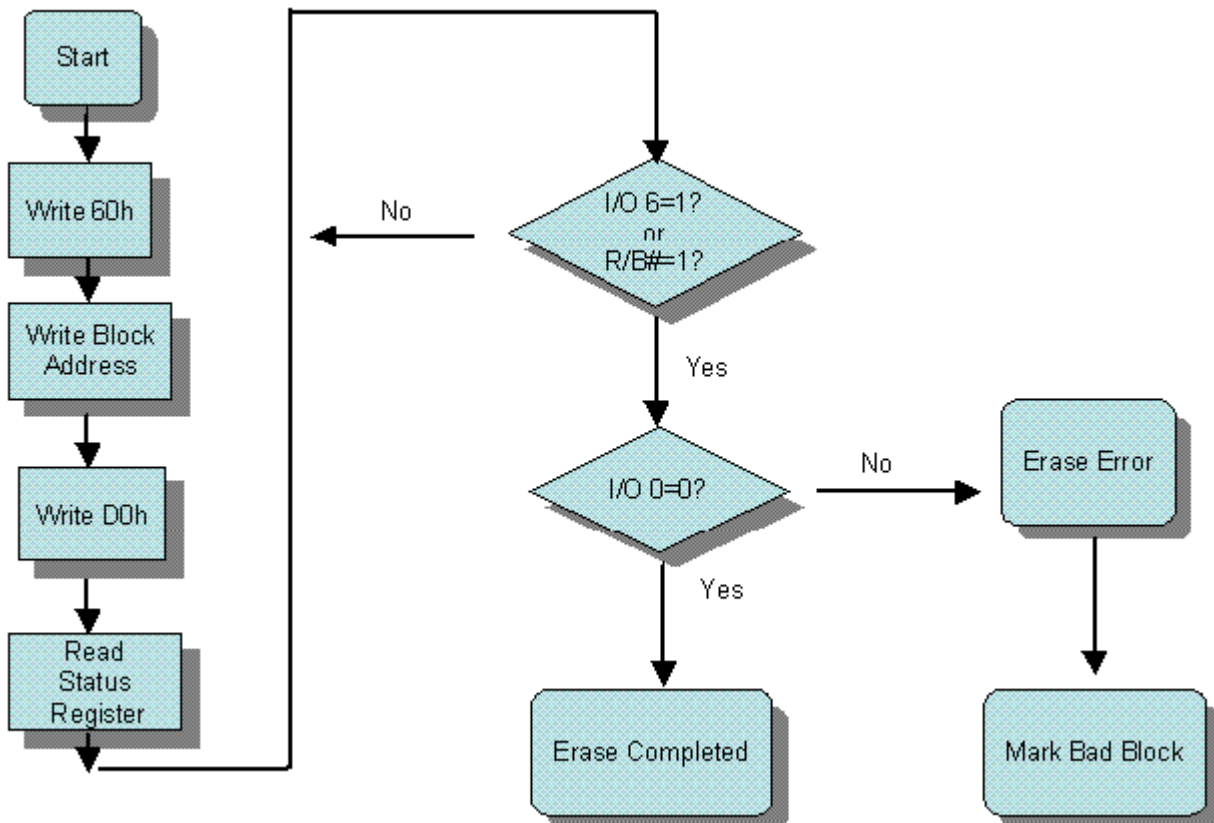 Start
Write 60h
Write Block
Address
Write D0h
Read
Status
Register
I/O 6=1?
or
R/B#=1?
No
Yes
I/O 0=0?
No
Yes
Erase Error
Erase Completed
Mark Bad Block